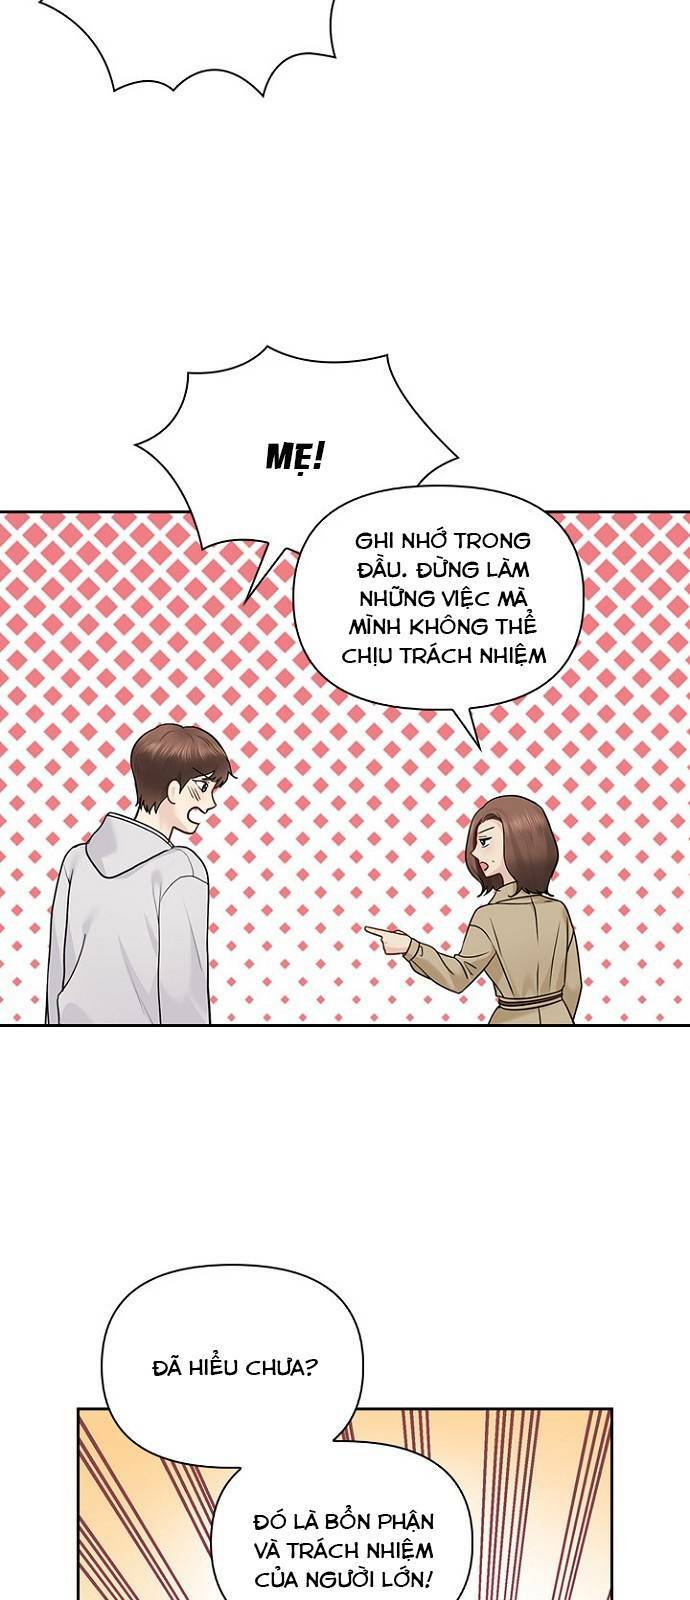 MẸ!
GHI NHỚ TRONG
ĐẦU. ĐỪNG LÀM
NHỮNG VIỆC MÀ
MÌNH KHÔNG THỂ
CHỊU TRÁCH NHIỆM
ĐÃ HIỂU CHƯA?
ĐÓ LÀ BỔN PHẬN
VÀ TRÁCH NHIỆM
CỦA NGƯỜI LỚN!